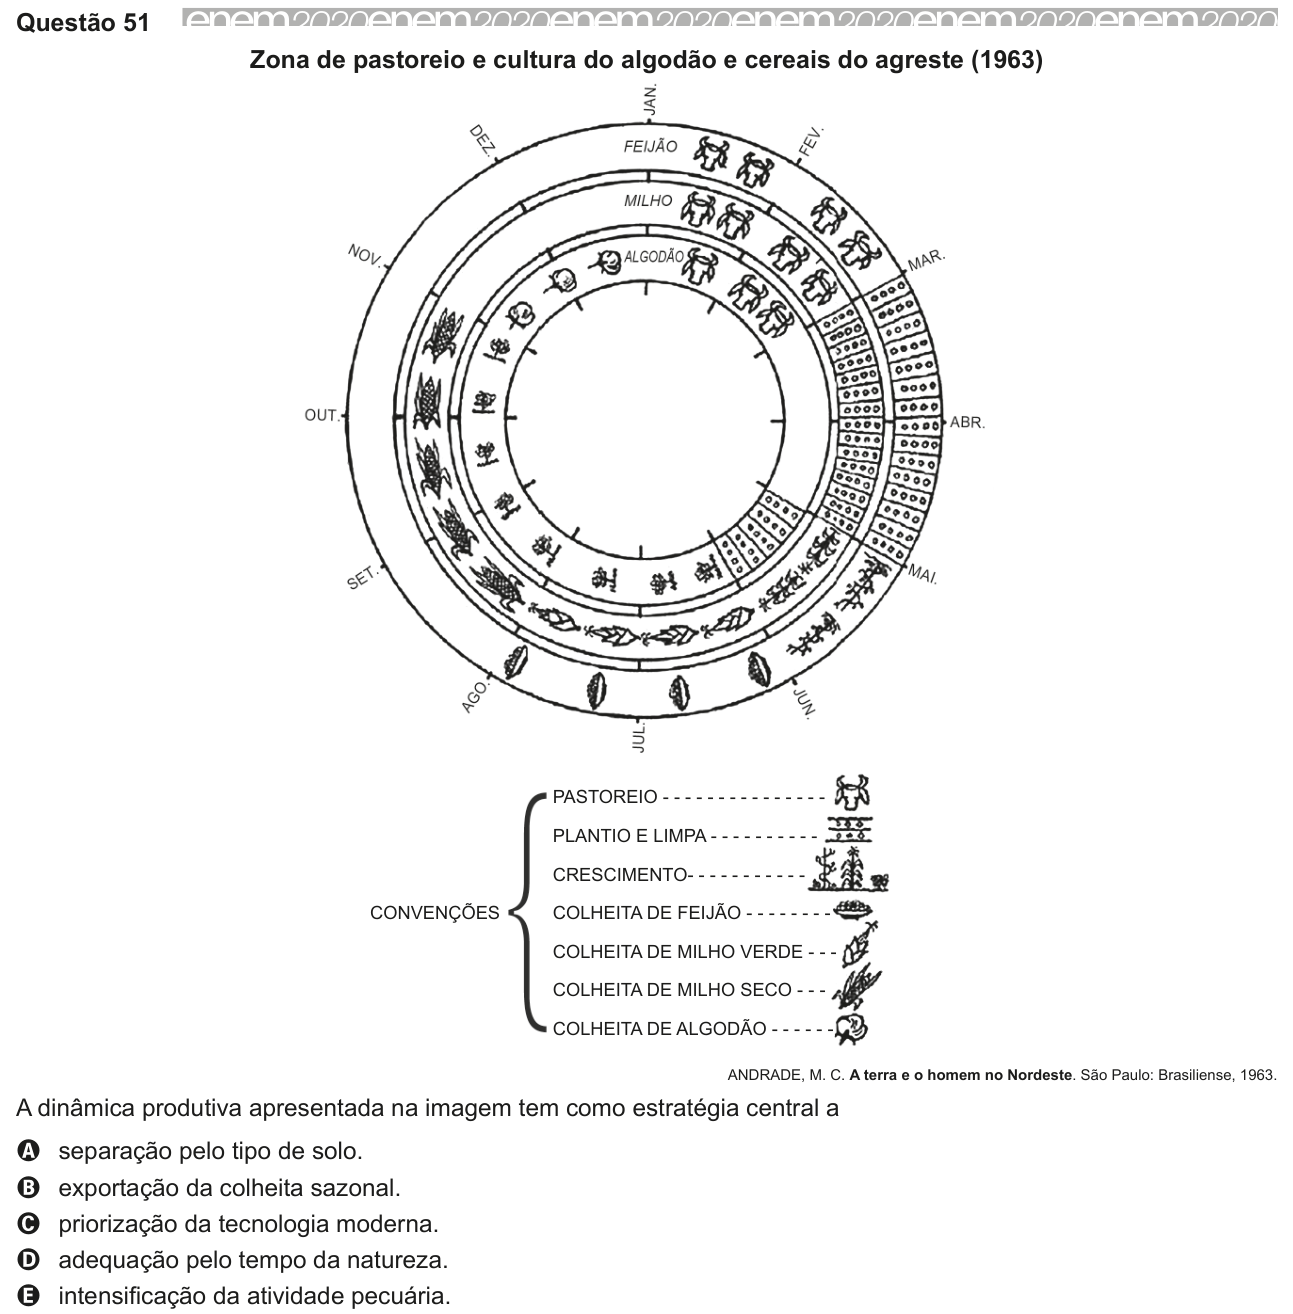 Questão 51
enem2020enem2020enem2020enem2020enem2020enem2020
Zona de pastoreio e cultura do algodão e cereais do agreste (1963)
JAN.
FEV.
MAR.
ABR.
MAI.
JUN.
JUL.
AGO.
SET.
OUT.
NOV.
DEZ.
FEIJÃO
MILHO
ALGODÃO
CONVENÇÕES
PASTOREIO - - - - - - - - - - - - - - -
PLANTIO E LIMPA - - - - - - - - - -
CRESCIMENTO- - - - - - - - - - -
COLHEITA DE FEIJÃO - - - - - - - -
COLHEITA DE MILHO VERDE - - -
COLHEITA DE MILHO SECO - - -
COLHEITA DE ALGODÃO - - - - - -
ANDRADE, M. C. A terra e o homem no Nordeste. São Paulo: Brasiliense, 1963.
A dinâmica produtiva apresentada na imagem tem como estratégia central a
A separação pelo tipo de solo.
B exportação da colheita sazonal.
C priorização da tecnologia moderna.
D adequação pelo tempo da natureza.
E intensificação da atividade pecuária.